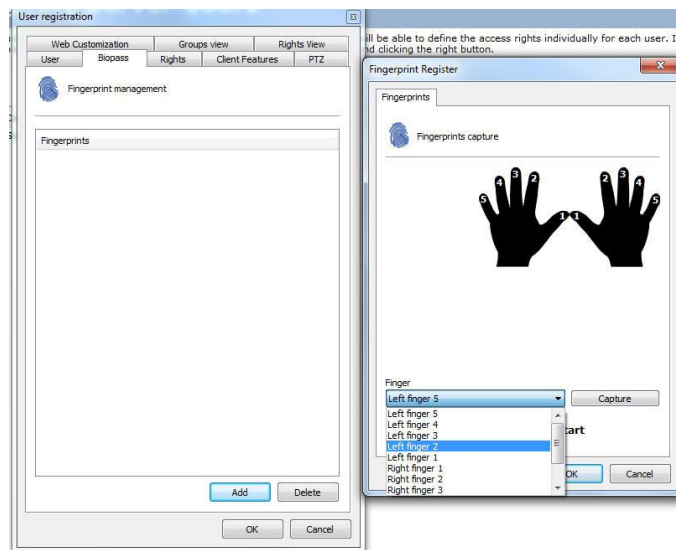 User registration
Web Customization
Groups view
Rights View
User
Biopass
Rights
Client Features
PTZ
Fingerprint management
Fingerprints
Add
Delete
OK
Cancel
ill be able to define the access rights individually for each user. I
nd clicking the right button.
Fingerprint Register
Fingerprints
Fingerprints capture
5 4 3 2 1 1 2 3 4 5
Finger
Left finger 5
Capture
Left finger 5
Left finger 4
Left finger 3
Left finger 2
Left finger 1
Right finger 1
Right finger 2
Right finger 3
tart
OK
Cancel